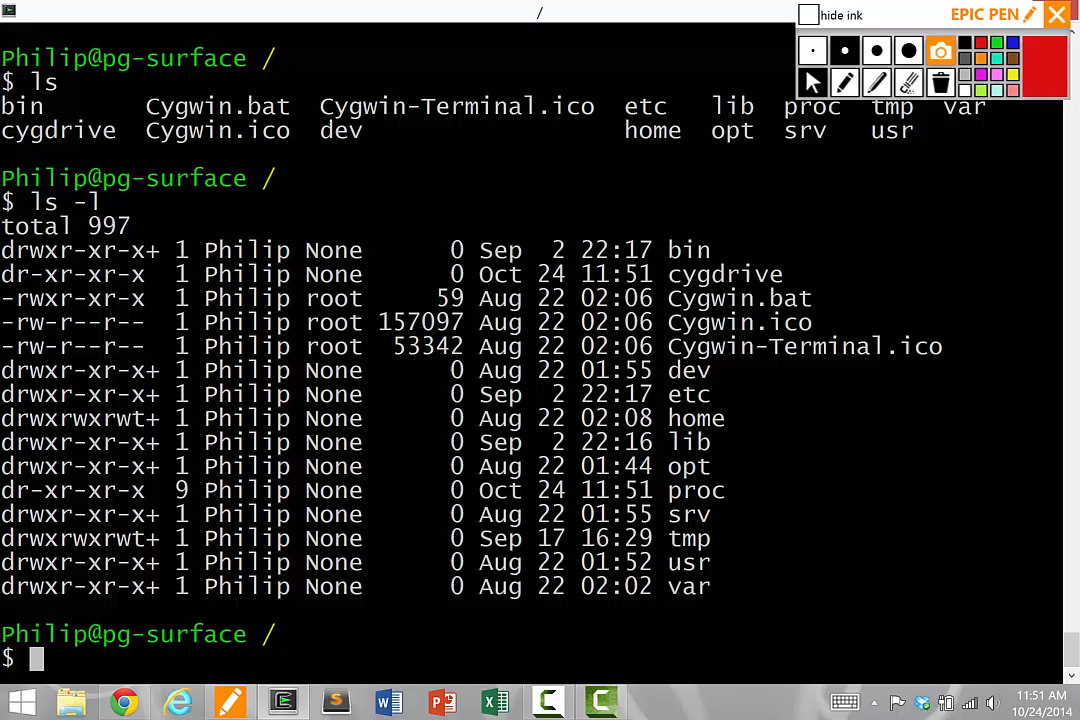 /
hide ink
EPIC PEN
Philip@pg-surface /
$ ls
bin Cygwin.bat Cygwin-Terminal.ico etc lib proc tmp var
cygdrive Cygwin.ico dev home opt srv usr
Philip@pg-surface /
$ ls -l
total 997
drwxr-xr-x+ 1 Philip None 0 Sep 2 22:17 bin
dr-xr-xr-x 1 Philip None 0 Oct 24 11:51 cygdrive
-rwxr-xr-x 1 Philip root 59 Aug 22 02:06 Cygwin.bat
-rw-r--r-- 1 Philip root 157097 Aug 22 02:06 Cygwin.ico
-rw-r--r-- 1 Philip root 53342 Aug 22 02:06 Cygwin-Terminal.ico
drwxr-xr-x+ 1 Philip None 0 Aug 22 01:55 dev
drwxr-xr-x+ 1 Philip None 0 Sep 2 22:17 etc
drwxrwxrwt+ 1 Philip None 0 Aug 22 02:08 home
drwxr-xr-x+ 1 Philip None 0 Sep 2 22:16 lib
drwxr-xr-x+ 1 Philip None 0 Aug 22 01:44 opt
dr-xr-xr-x 9 Philip None 0 Oct 24 11:51 proc
drwxr-xr-x+ 1 Philip None 0 Aug 22 01:55 srv
drwxrwxrwt+ 1 Philip None 0 Sep 17 16:29 tmp
drwxr-xr-x+ 1 Philip None 0 Aug 22 01:52 usr
drwxr-xr-x+ 1 Philip None 0 Aug 22 02:02 var
Philip@pg-surface /
$
11:51 AM
10/24/2014